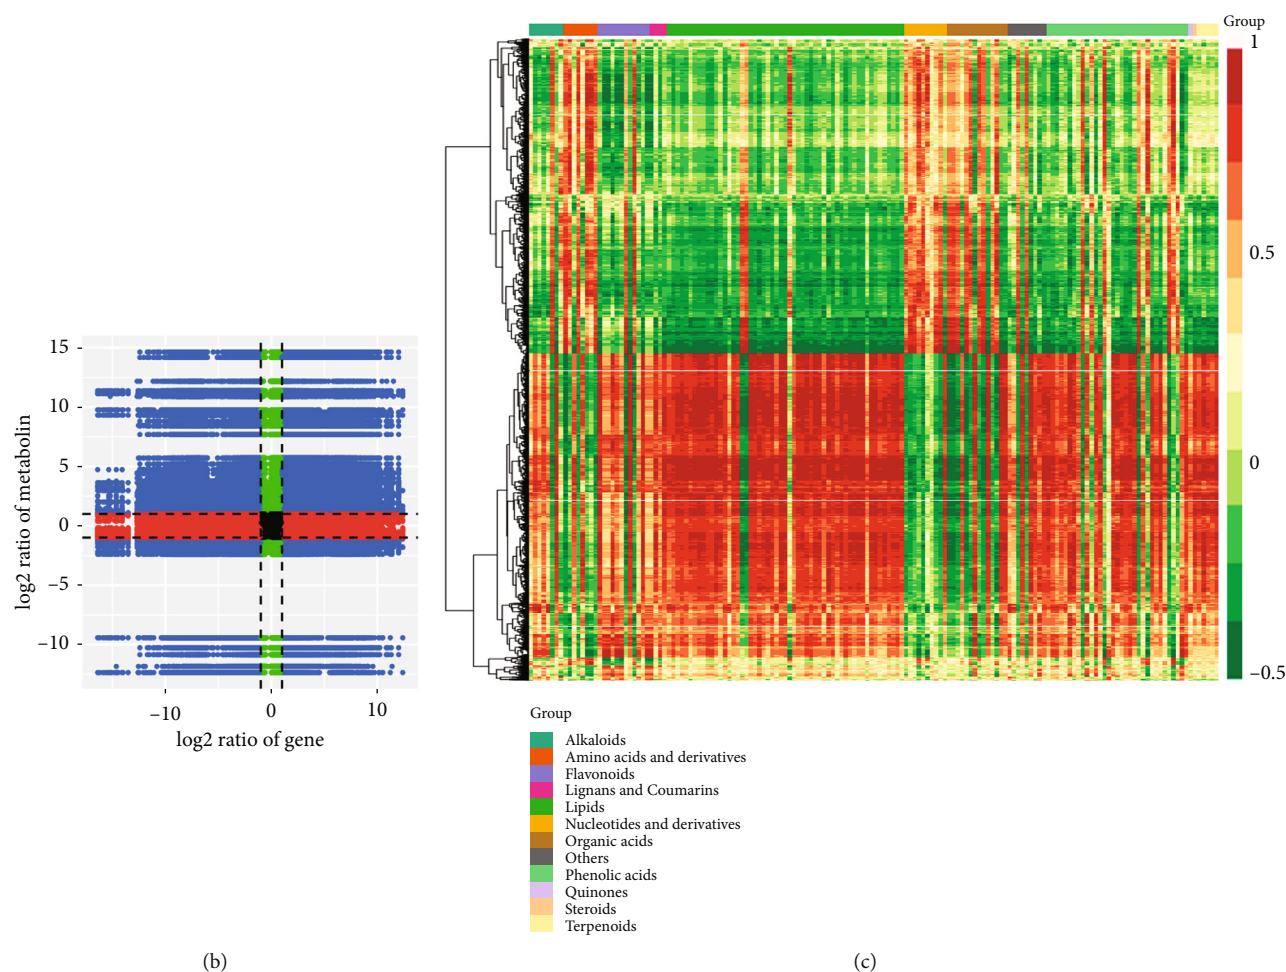 15
10
5
0
−5
−10
log2 ratio of metabolin
−10
0
10
log2 ratio of gene
(b)
Group
1
0.5
0
−0.5
Group
Alkaloids
Amino acids and derivatives
Flavonoids
Lignans and Coumarins
Lipids
Nucleotides and derivatives
Organic acids
Others
Phenolic acids
Quinones
Steroids
Terpenoids
(c)